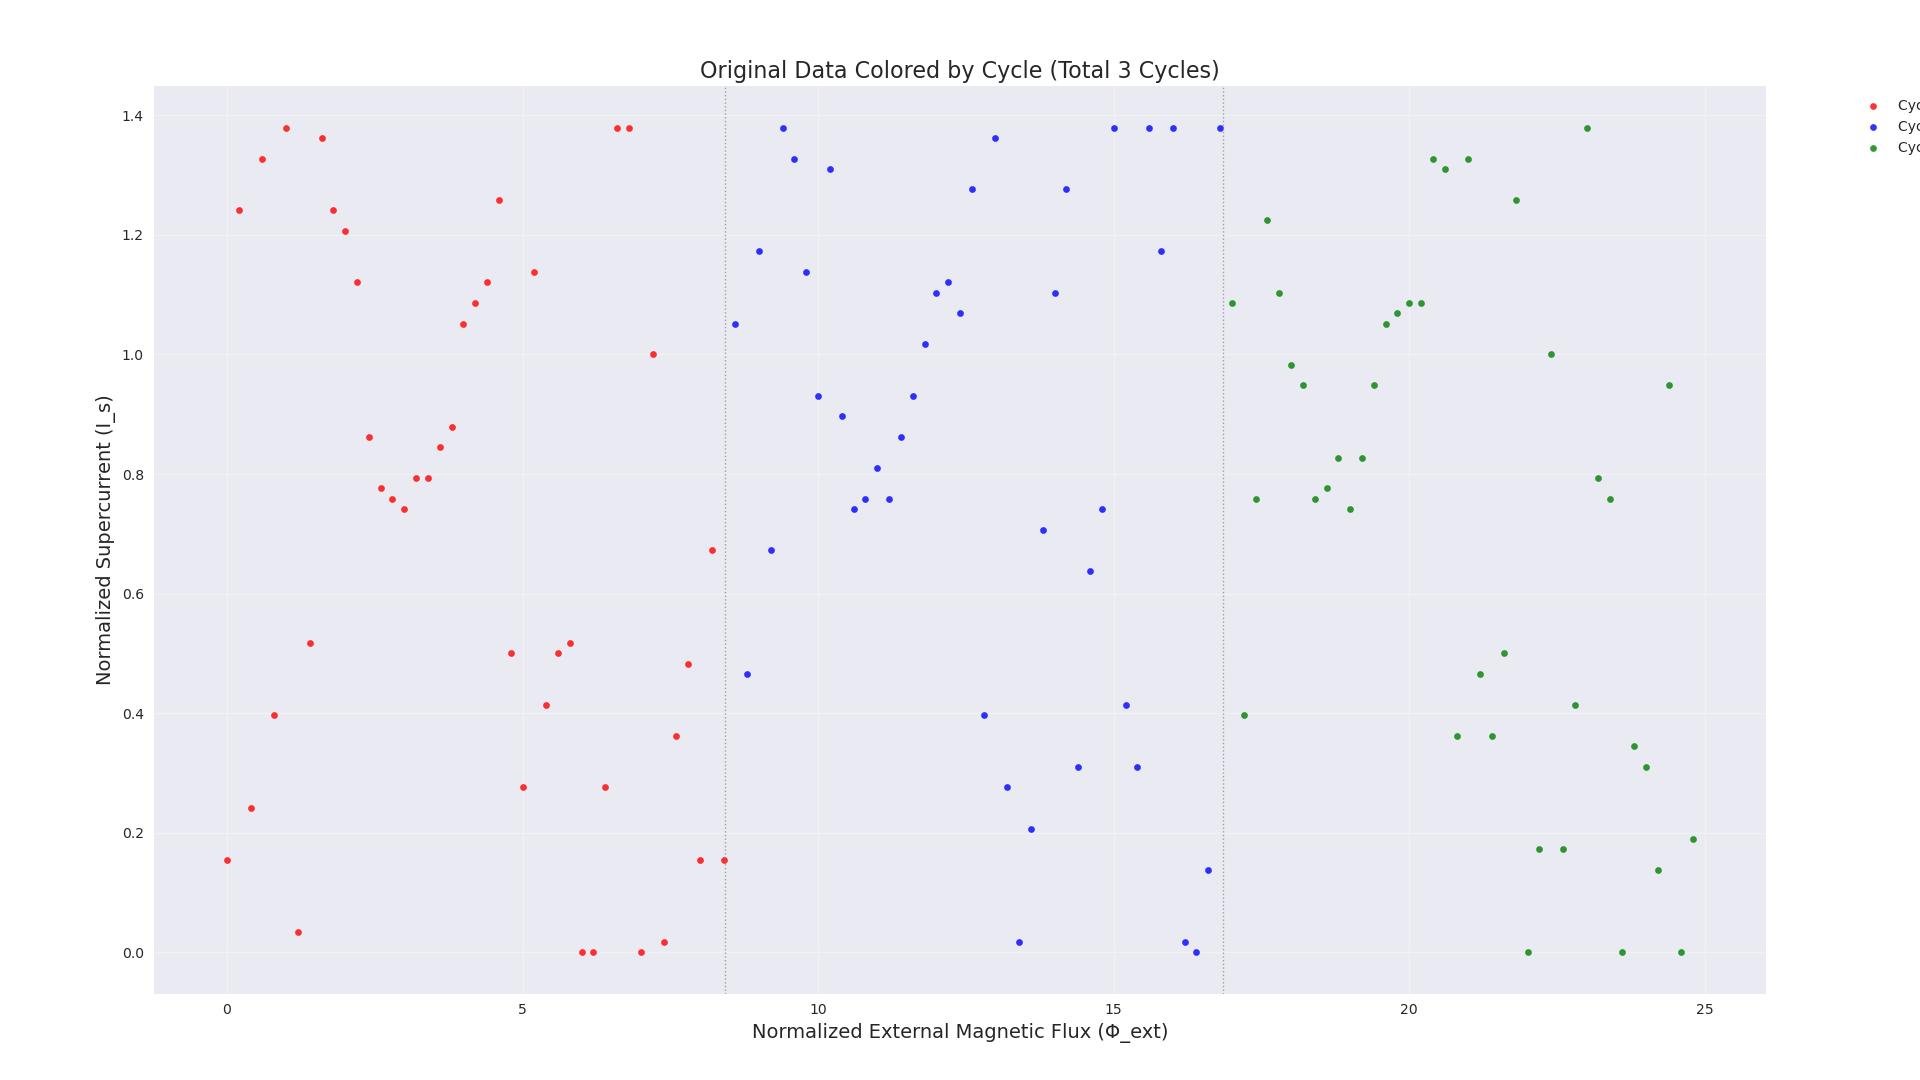 Original Data Colored by Cycle (Total 3 Cycles)
1.4
1.2
1.0
0.8
0.6
0.4
0.2
0.0
Normalized Supercurrent (I_s)
0
5
10
15
20
25
Normalized External Magnetic Flux (Φ_ext)
Cyc
Cyc
Cyc